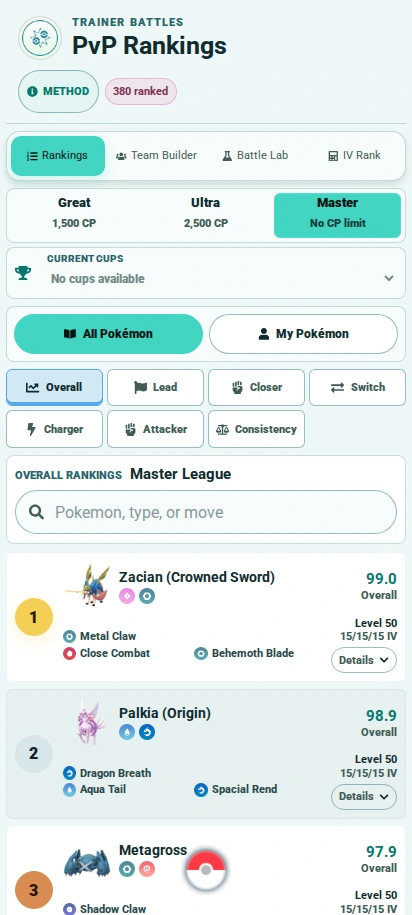 TRAINER BATTLES
PvP Rankings
METHOD
380 ranked
Rankings
Team Builder
Battle Lab
IV Rank
Great
1,500 CP
Ultra
2,500 CP
Master
No CP limit
CURRENT CUPS
No cups available
All Pokémon
My Pokémon
Overall
Lead
Closer
Switch
Charger
Attacker
Consistency
OVERALL RANKINGS Master League
Pokemon, type, or move
1
Zacian (Crowned Sword)
99.0
Overall
Metal Claw
Close Combat
Behemoth Blade
Level 50
15/15/15 IV
Details
2
Palkia (Origin)
98.9
Overall
Dragon Breath
Aqua Tail
Spacial Rend
Level 50
15/15/15 IV
Details
3
Metagross
97.9
Overall
Shadow Claw
Level 50
15/15/15 IV